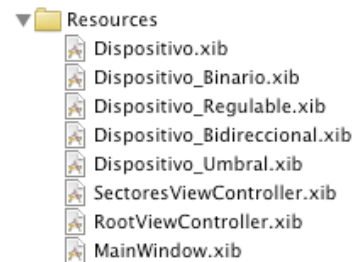 Resources
Dispositivo.xib
Dispositivo_Binario.xib
Dispositivo_Regulable.xib
Dispositivo_Bidireccional.xib
Dispositivo_Umbral.xib
SectoresViewController.xib
RootViewController.xib
MainWindow.xib